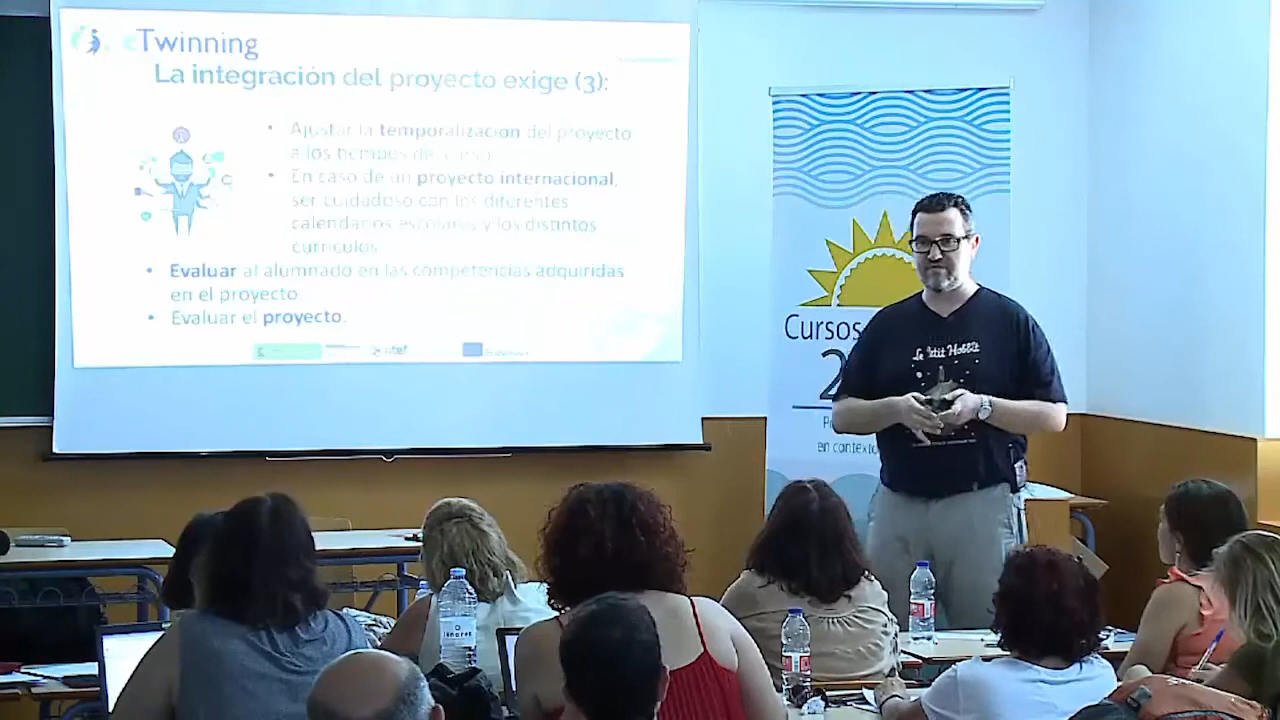 eTwinning
La integración del proyecto exige (3):
• Ajustar la temporalización del proyecto
a los tiempos del curso.
• En caso de un proyecto internacional,
ser cuidadoso con los diferentes
calendarios escolares y los distintos
currículos.
• Evaluar al alumnado en las competencias adquiridas
en el proyecto.
• Evaluar el proyecto.
intef
Cursos
2
en contexto
Le Petit Hobbit